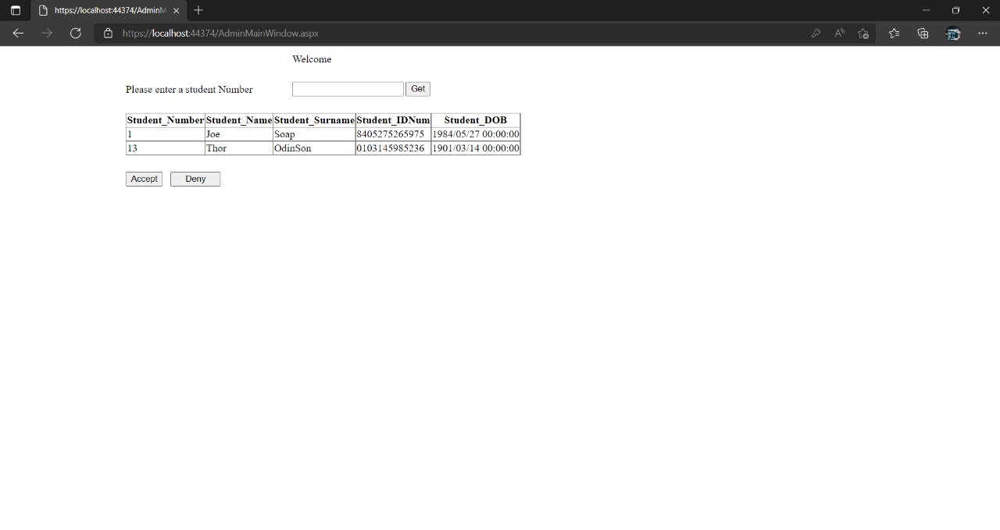 https://localhost:44374/AdminM
https://localhost:44374/AdminMainWindow.aspx
Welcome
Please enter a student Number Get
Student_Number Student_Name Student_Surname Student_IDNum Student_DOB
1 Joe Soap 8405275265975 1984/05/27 00:00:00
13 Thor OdinSon 0103145985236 1901/03/14 00:00:00
Accept Deny